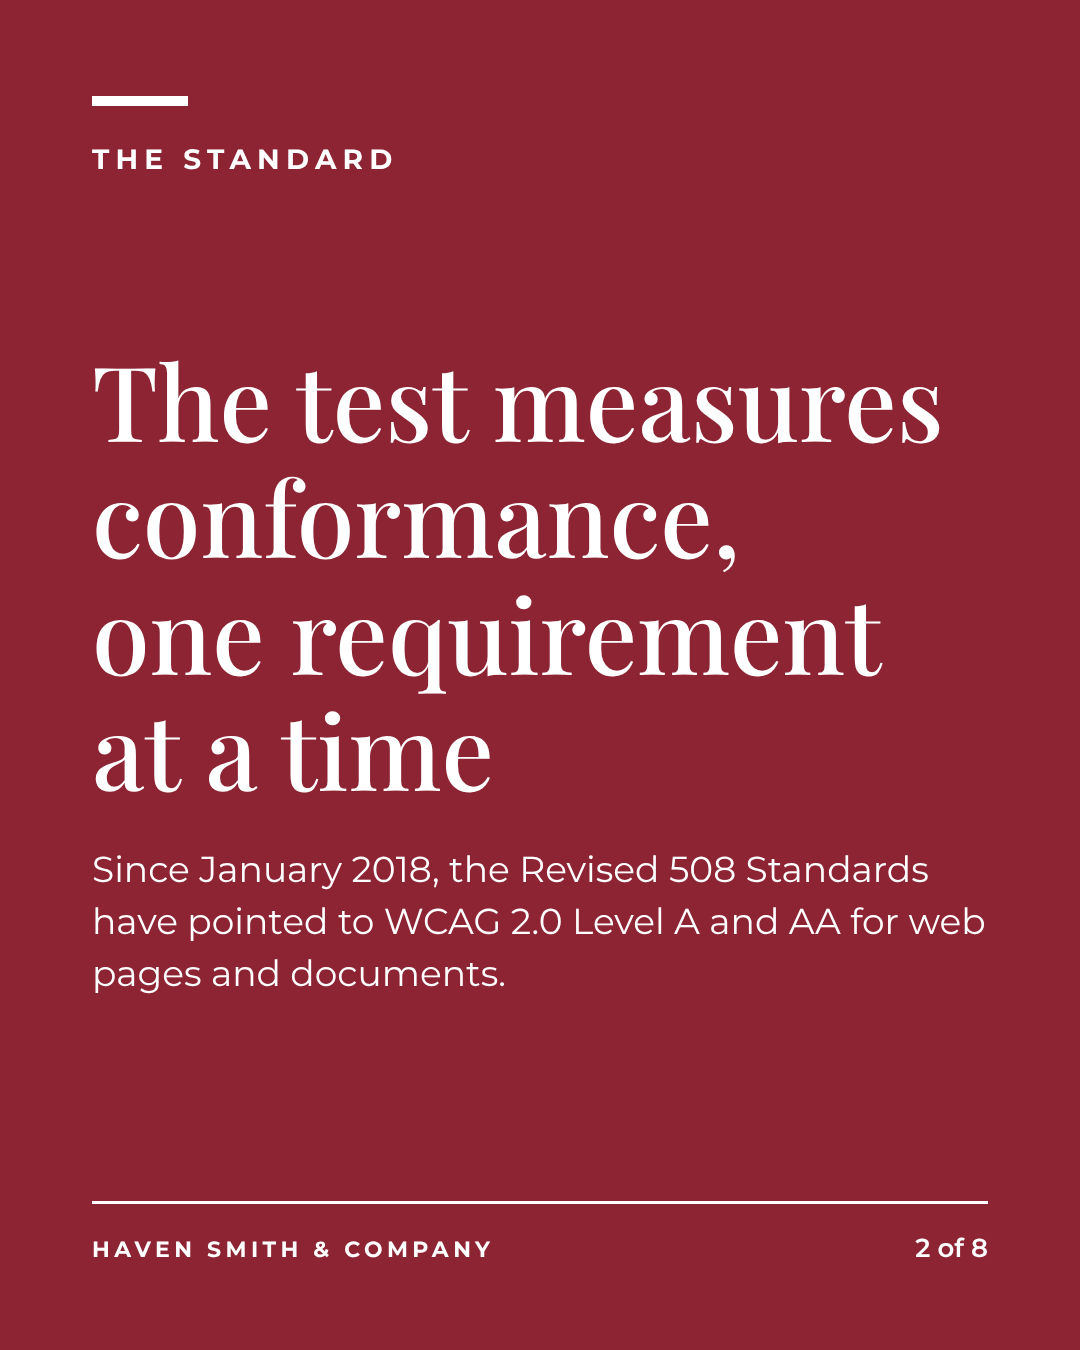 THE STANDARD
The test measures
conformance,
one requirement
at a time
Since January 2018, the Revised 508 Standards
have pointed to WCAG 2.0 Level A and AA for web
pages and documents.
HAVEN SMITH & COMPANY
2 of 8